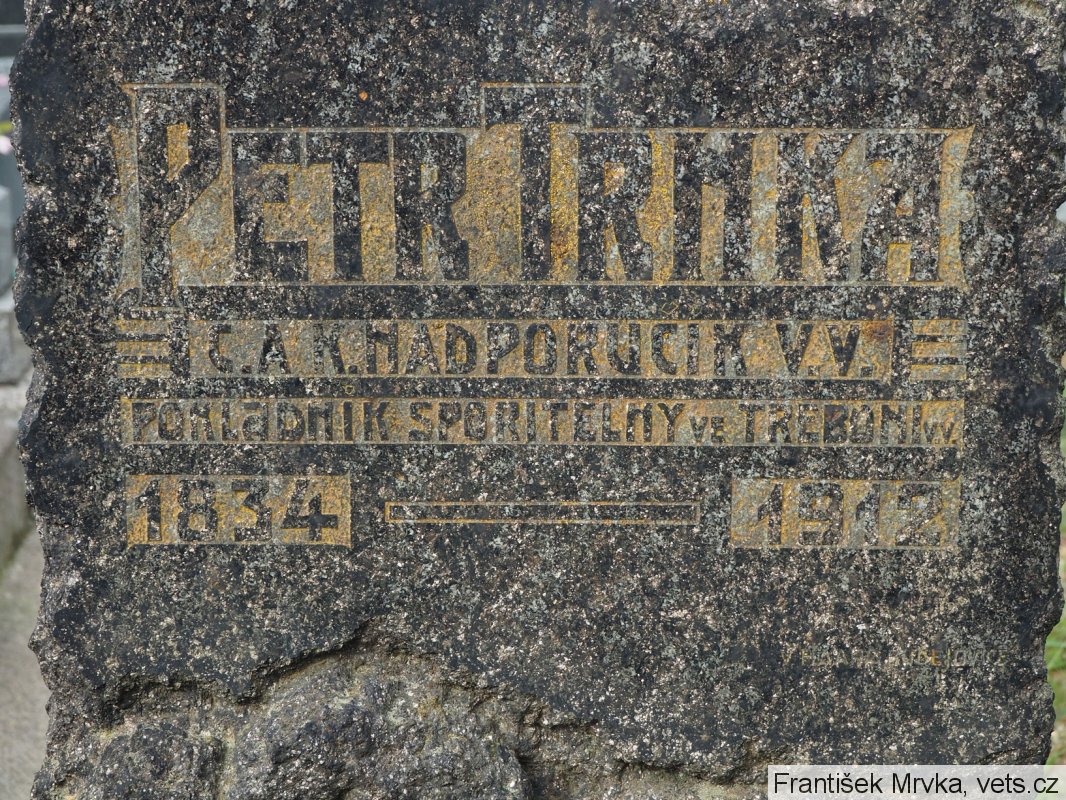 PETR TRNKA
C.A K.NADPORUČÍK V.V.
POKLaDNÍK SPOŘITELNY VE TŘEBONI V.V.
1834 1912
František Mrvka, vets.cz